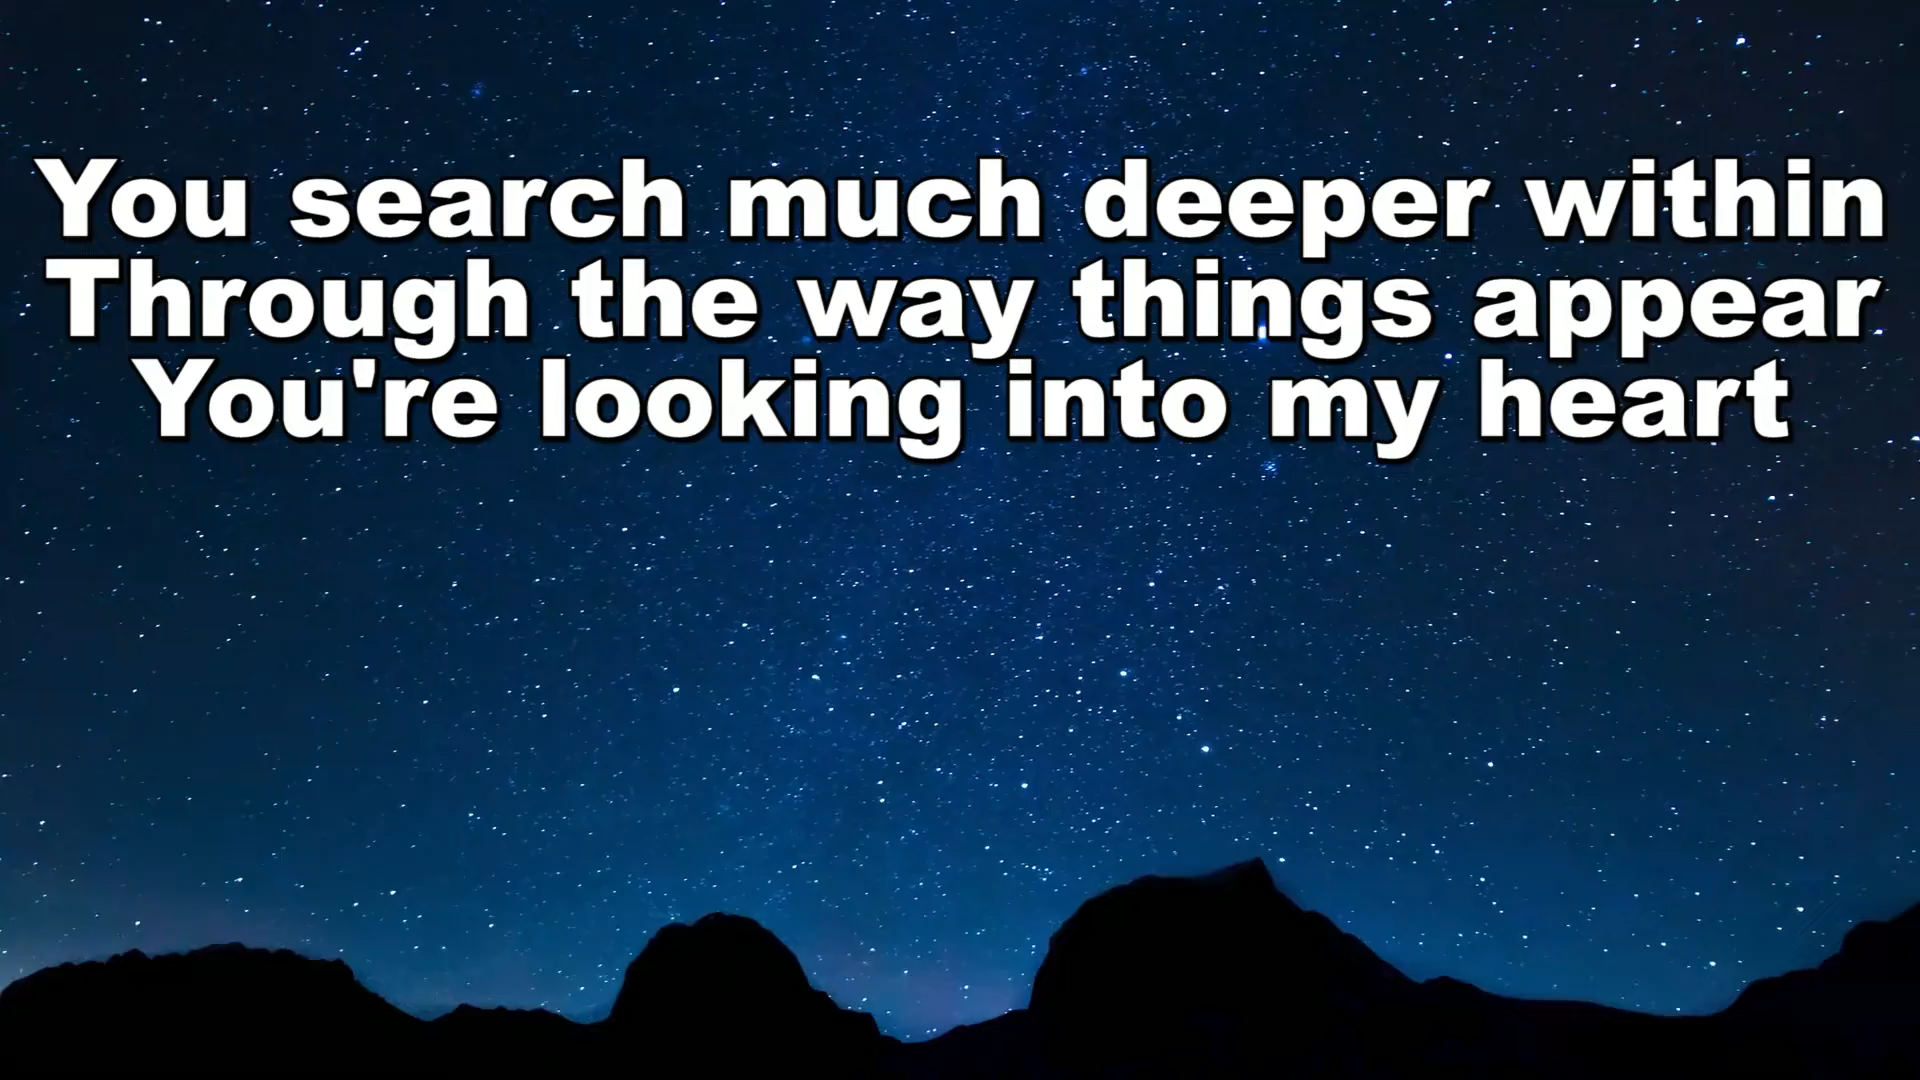 You search much deeper within
Through the way things appear
You're looking into my heart